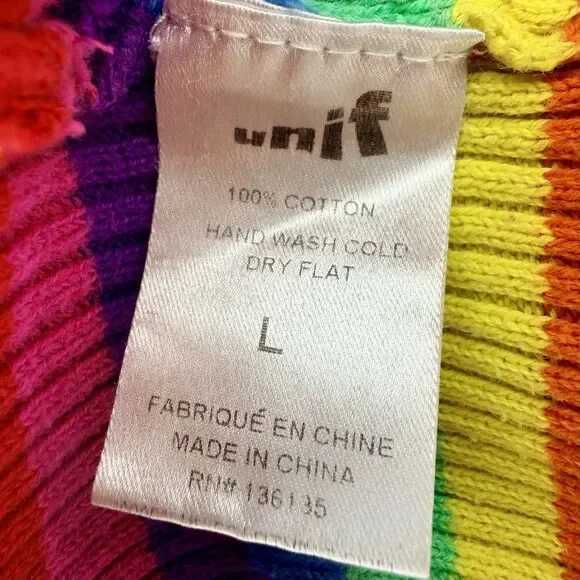 unif
100% COTTON
HAND WASH COLD
DRY FLAT
L
FABRIQUÉ EN CHINE
MADE IN CHINA
RN# 136135